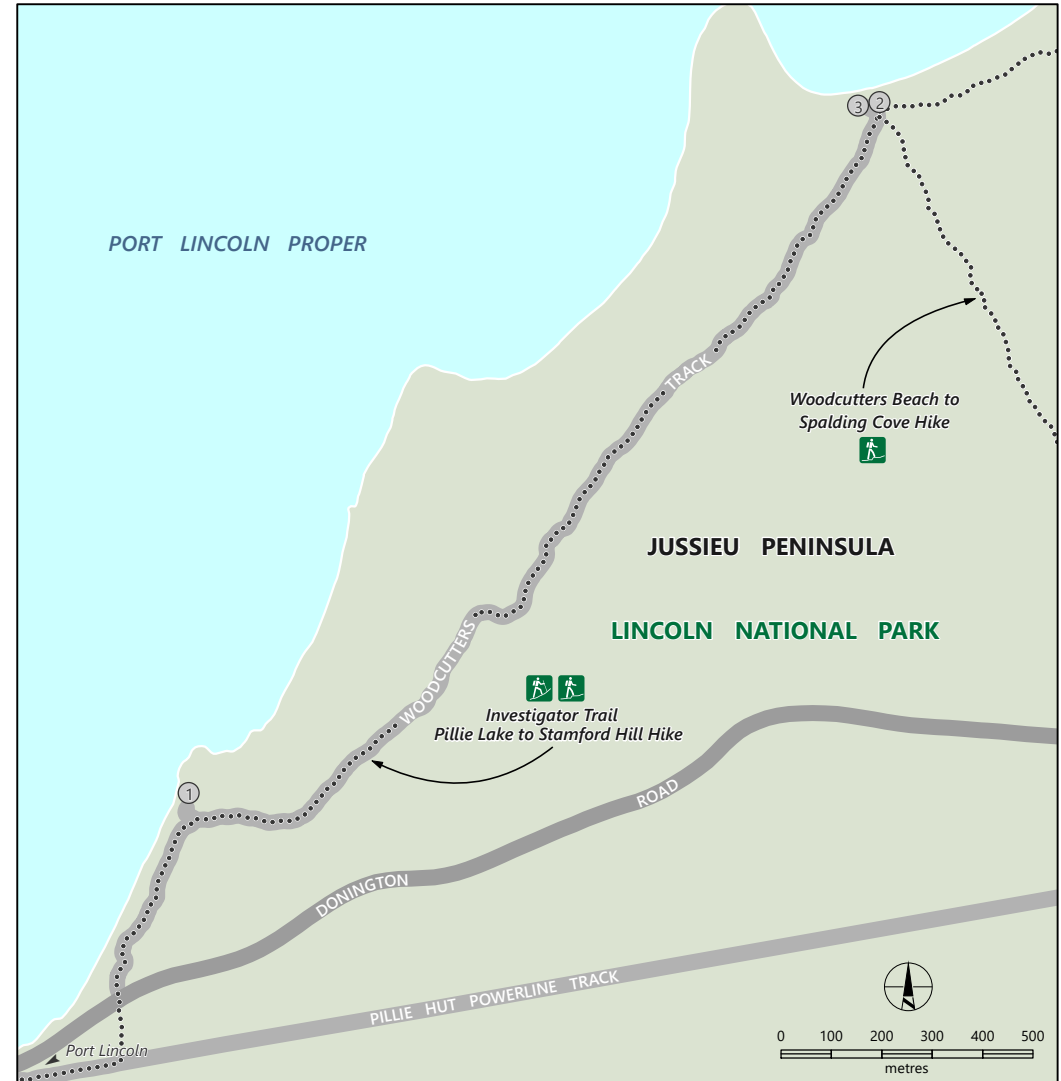 3 2
PORT LINCOLN PROPER
TRACK
Woodcutters Beach to
Spalding Cove Hike
JUSSIEU PENINSULA
LINCOLN NATIONAL PARK
WOODCUTTERS
Investigator Trail
Pillie Lake to Stamford Hill Hike
1
ROAD
DONINGTON
PILLIE HUT POWERLINE TRACK
Port Lincoln
0 100 200 300 400 500
metres